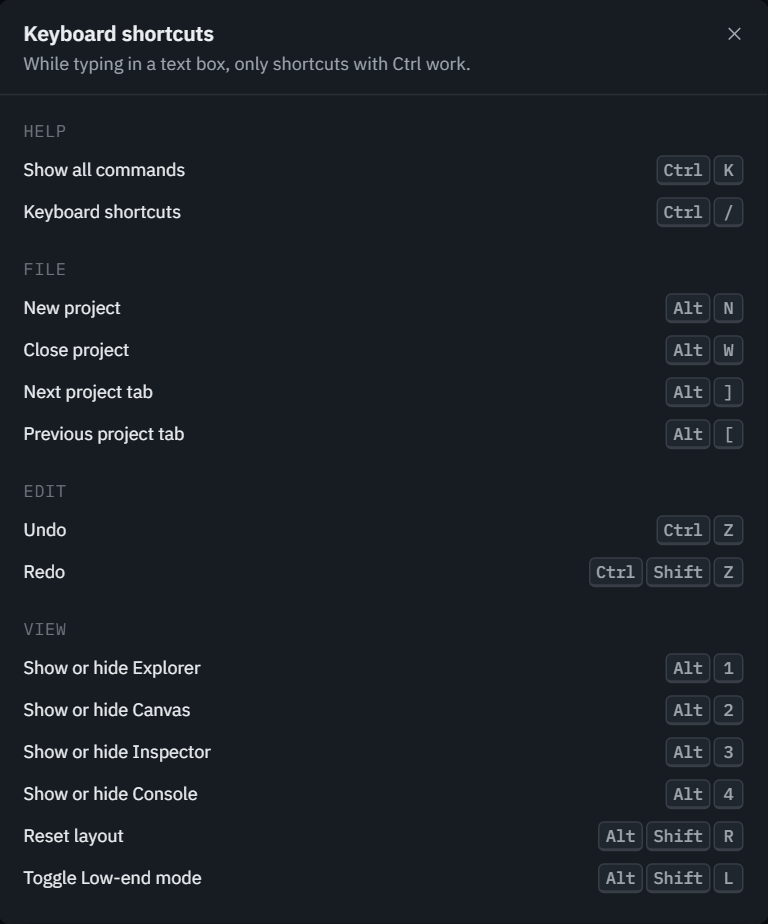 Keyboard shortcuts
While typing in a text box, only shortcuts with Ctrl work.
HELP
Show all commands Ctrl K
Keyboard shortcuts Ctrl /
FILE
New project Alt N
Close project Alt W
Next project tab Alt ]
Previous project tab Alt [
EDIT
Undo Ctrl Z
Redo Ctrl Shift Z
VIEW
Show or hide Explorer Alt 1
Show or hide Canvas Alt 2
Show or hide Inspector Alt 3
Show or hide Console Alt 4
Reset layout Alt Shift R
Toggle Low-end mode Alt Shift L